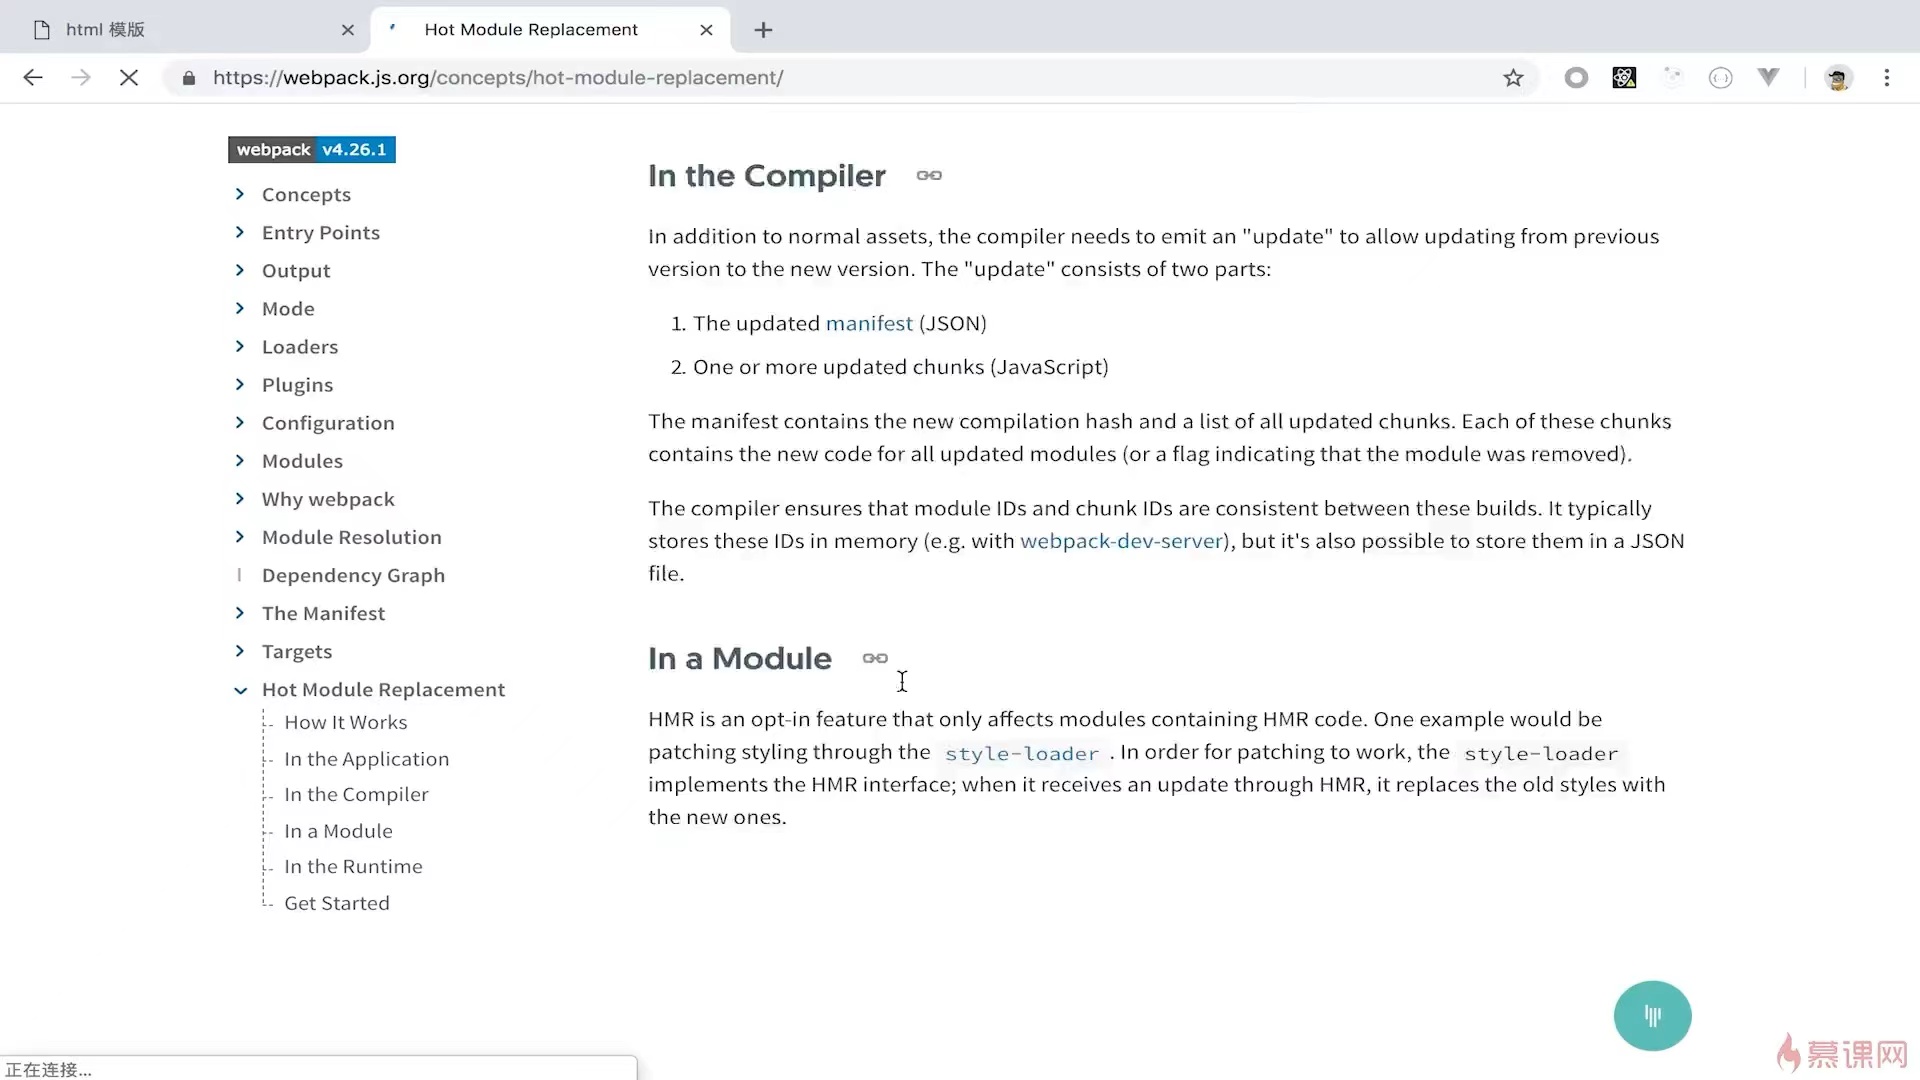 html 模版
Hot Module Replacement
https://webpack.js.org/concepts/hot-module-replacement/
webpack v4.26.1
Concepts
Entry Points
Output
Mode
Loaders
Plugins
Configuration
Modules
Why webpack
Module Resolution
Dependency Graph
The Manifest
Targets
Hot Module Replacement
How It Works
In the Application
In the Compiler
In a Module
In the Runtime
Get Started
In the Compiler
In addition to normal assets, the compiler needs to emit an "update" to allow updating from previous
version to the new version. The "update" consists of two parts:
1. The updated manifest (JSON)
2. One or more updated chunks (JavaScript)
The manifest contains the new compilation hash and a list of all updated chunks. Each of these chunks
contains the new code for all updated modules (or a flag indicating that the module was removed).
The compiler ensures that module IDs and chunk IDs are consistent between these builds. It typically
stores these IDs in memory (e.g. with webpack-dev-server), but it's also possible to store them in a JSON
file.
In a Module
HMR is an opt-in feature that only affects modules containing HMR code. One example would be
patching styling through the style-loader . In order for patching to work, the style-loader
implements the HMR interface; when it receives an update through HMR, it replaces the old styles with
the new ones.
正在连接...
慕课网